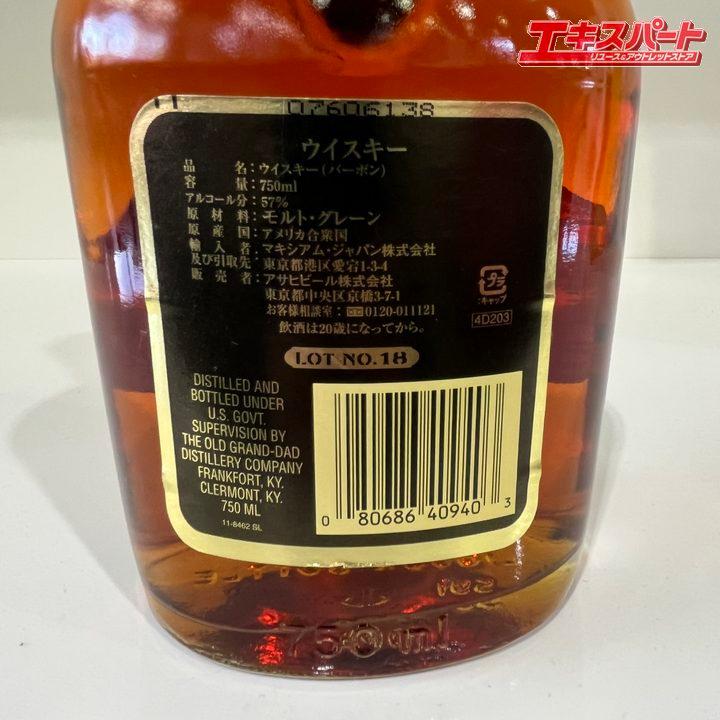 エキスパート
リユース&アウトレットストア
07606138
ウイスキー
品名:ウイスキー(バーボン)
容量:750ml
アルコール分:57%
原材料:モルト・グレーン
原産国:アメリカ合衆国
輸入者:マキシアム・ジャパン株式会社
及び引取先:東京都港区愛宕1-3-4
販売者:アサヒビール株式会社
東京都中央区京橋3-7-1
お客様相談室:0120-011121
飲酒は20歳になってから。
プラ
:キャップ
4D203
LOT NO.18
DISTILLED AND
BOTTLED UNDER
U.S. GOVT.
SUPERVISION BY
THE OLD GRAND-DAD
DISTILLERY COMPANY
FRANKFORT, KY.
CLERMONT, KY.
750 ML
11-8462 SL
0 80686 40940 3
750ml